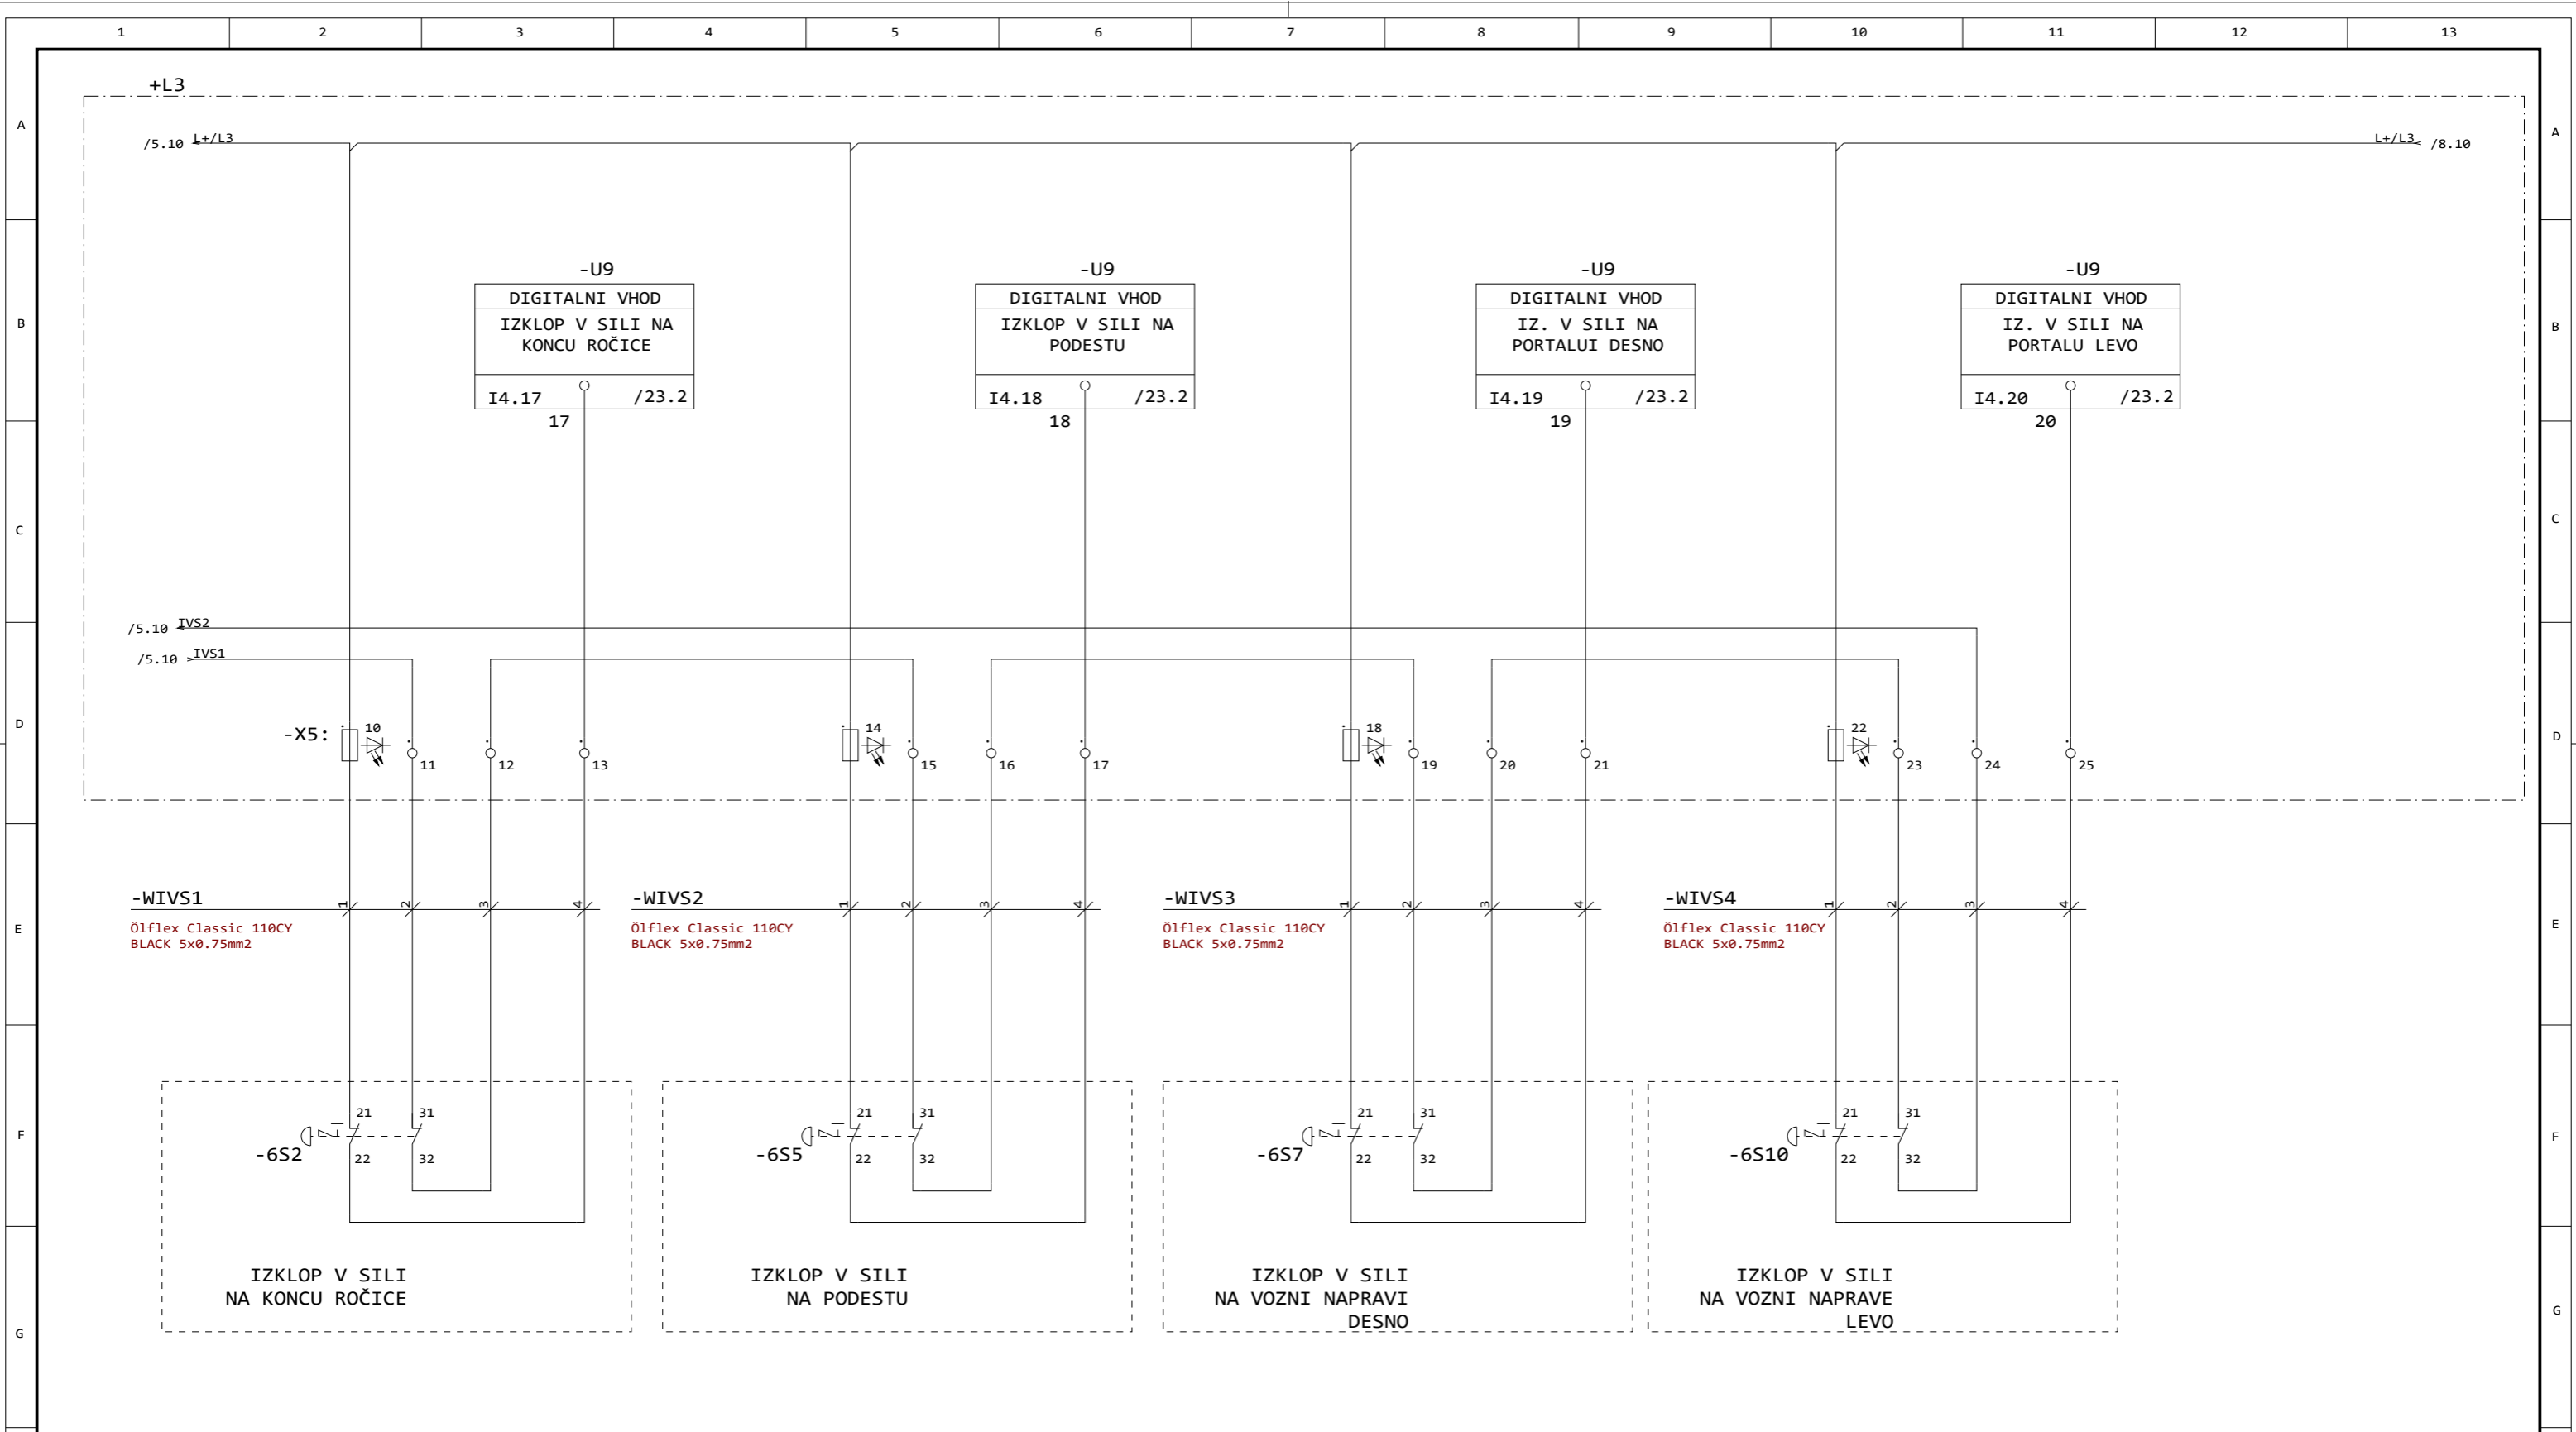 1 2 3 4 5 6 7 8 9 10 11 12 13
+L3
A A
/5.10 L+/L3 L+/L3 /8.10
-U9 -U9 -U9 -U9
DIGITALNI VHOD DIGITALNI VHOD DIGITALNI VHOD DIGITALNI VHOD
B B
IZKLOP V SILI NA IZKLOP V SILI NA IZ. V SILI NA IZ. V SILI NA
KONCU ROČICE PODESTU PORTALUI DESNO PORTALU LEVO
I4.17 /23.2 I4.18 /23.2 I4.19 /23.2 I4.20 /23.2
17 18 19 20
C C
/5.10 IVS2
/5.10 IVS1
D D
-X5: 10 14 18 22
11 12 13 15 16 17 19 20 21 23 24 25
-WIVS1 1 2 3 4 -WIVS2 1 2 3 4 -WIVS3 1 2 3 4 -WIVS4 1 2 3 4
E E
Ölflex Classic 110CY Ölflex Classic 110CY Ölflex Classic 110CY Ölflex Classic 110CY
BLACK 5x0.75mm2 BLACK 5x0.75mm2 BLACK 5x0.75mm2 BLACK 5x0.75mm2
21 31 21 31 21 31 21 31
F F
-6S2 22 32 -6S5 22 32 -6S7 22 32 -6S10 22 32
IZKLOP V SILI IZKLOP V SILI IZKLOP V SILI IZKLOP V SILI
NA KONCU ROČICE NA PODESTU NA VOZNI NAPRAVI NA VOZNI NAPRAVE
DESNO LEVO
G G